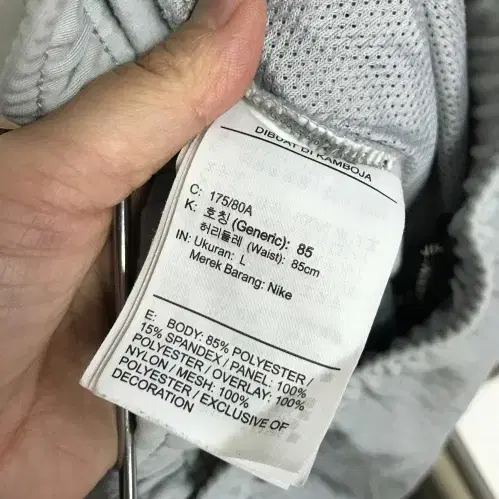 DIBUAT DI KAMBOJA
C: 175/80A
K: 호칭 (Generic): 85
허리둘레 (Waist): 85cm
IN: Ukuran: L
Merek Barang: Nike
E: BODY: 85% POLYESTER /
15% SPANDEX / PANEL: 100%
POLYESTER / OVERLAY: 100%
NYLON / MESH: 100%
POLYESTER / EXCLUSIVE OF
DECORATION